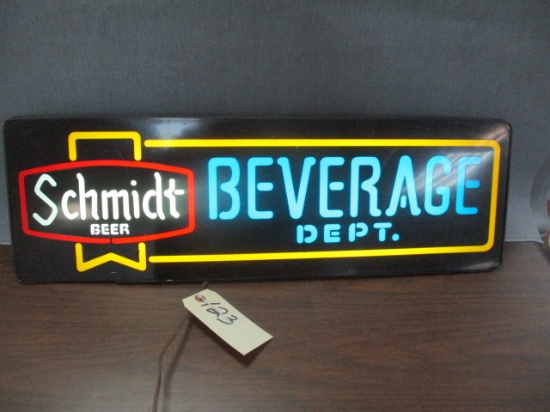 Schmidt
BEER
BEVERAGE
DEPT.
123